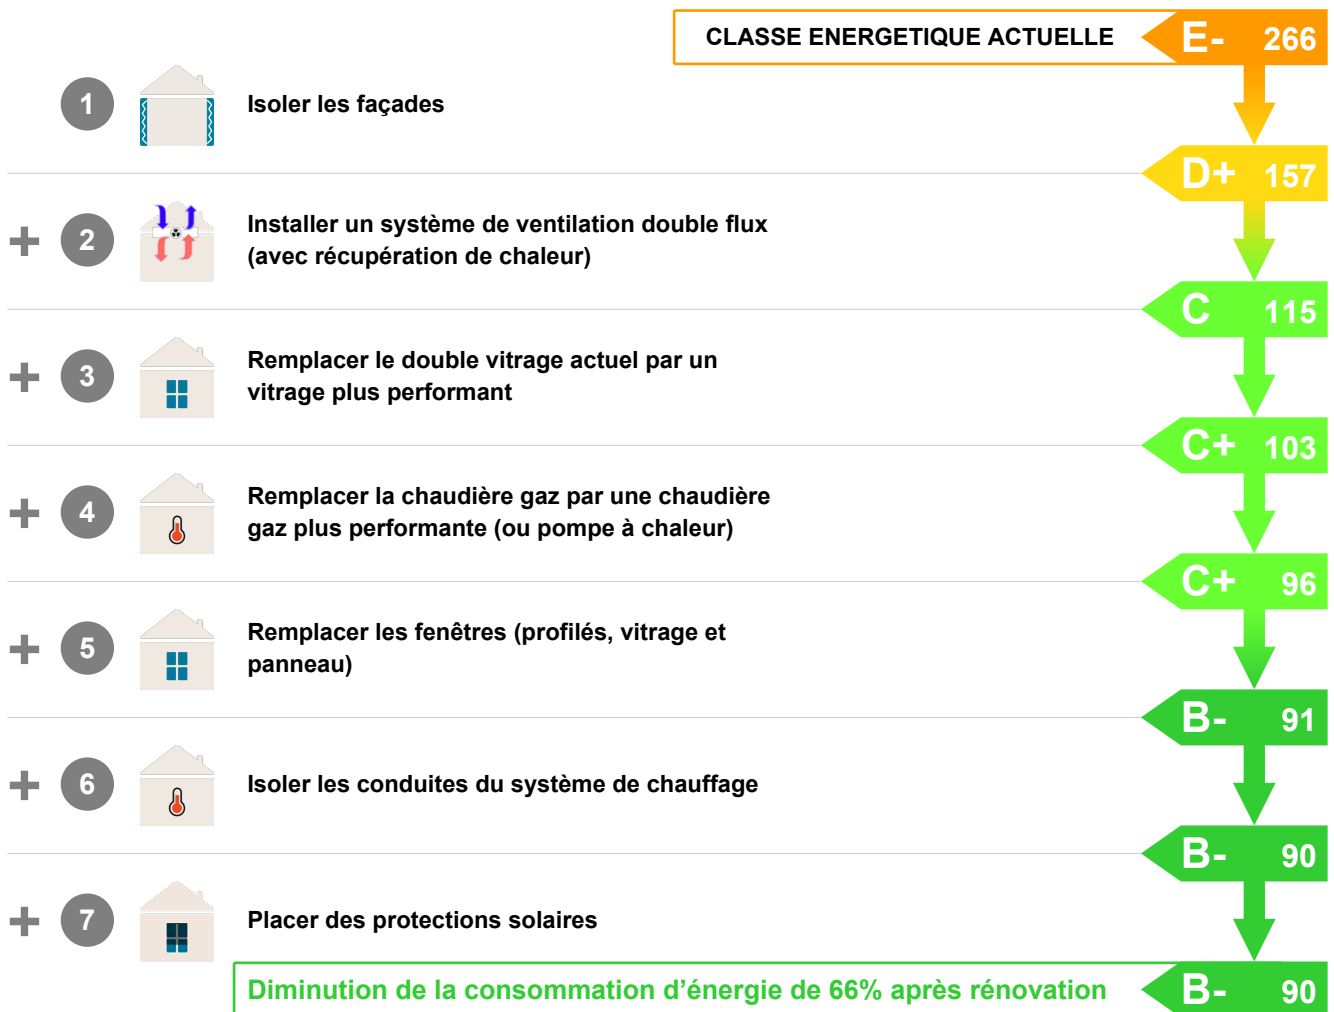 CLASSE ENERGETIQUE ACTUELLE E- 266
1 Isoler les façades
D+ 157
+ 2 Installer un système de ventilation double flux
(avec récupération de chaleur)
C 115
+ 3 Remplacer le double vitrage actuel par un
vitrage plus performant
C+ 103
+ 4 Remplacer la chaudière gaz par une chaudière
gaz plus performante (ou pompe à chaleur)
C+ 96
+ 5 Remplacer les fenêtres (profilés, vitrage et
panneau)
B- 91
+ 6 Isoler les conduites du système de chauffage
B- 90
+ 7 Placer des protections solaires
Diminution de la consommation d’énergie de 66% après rénovation B- 90